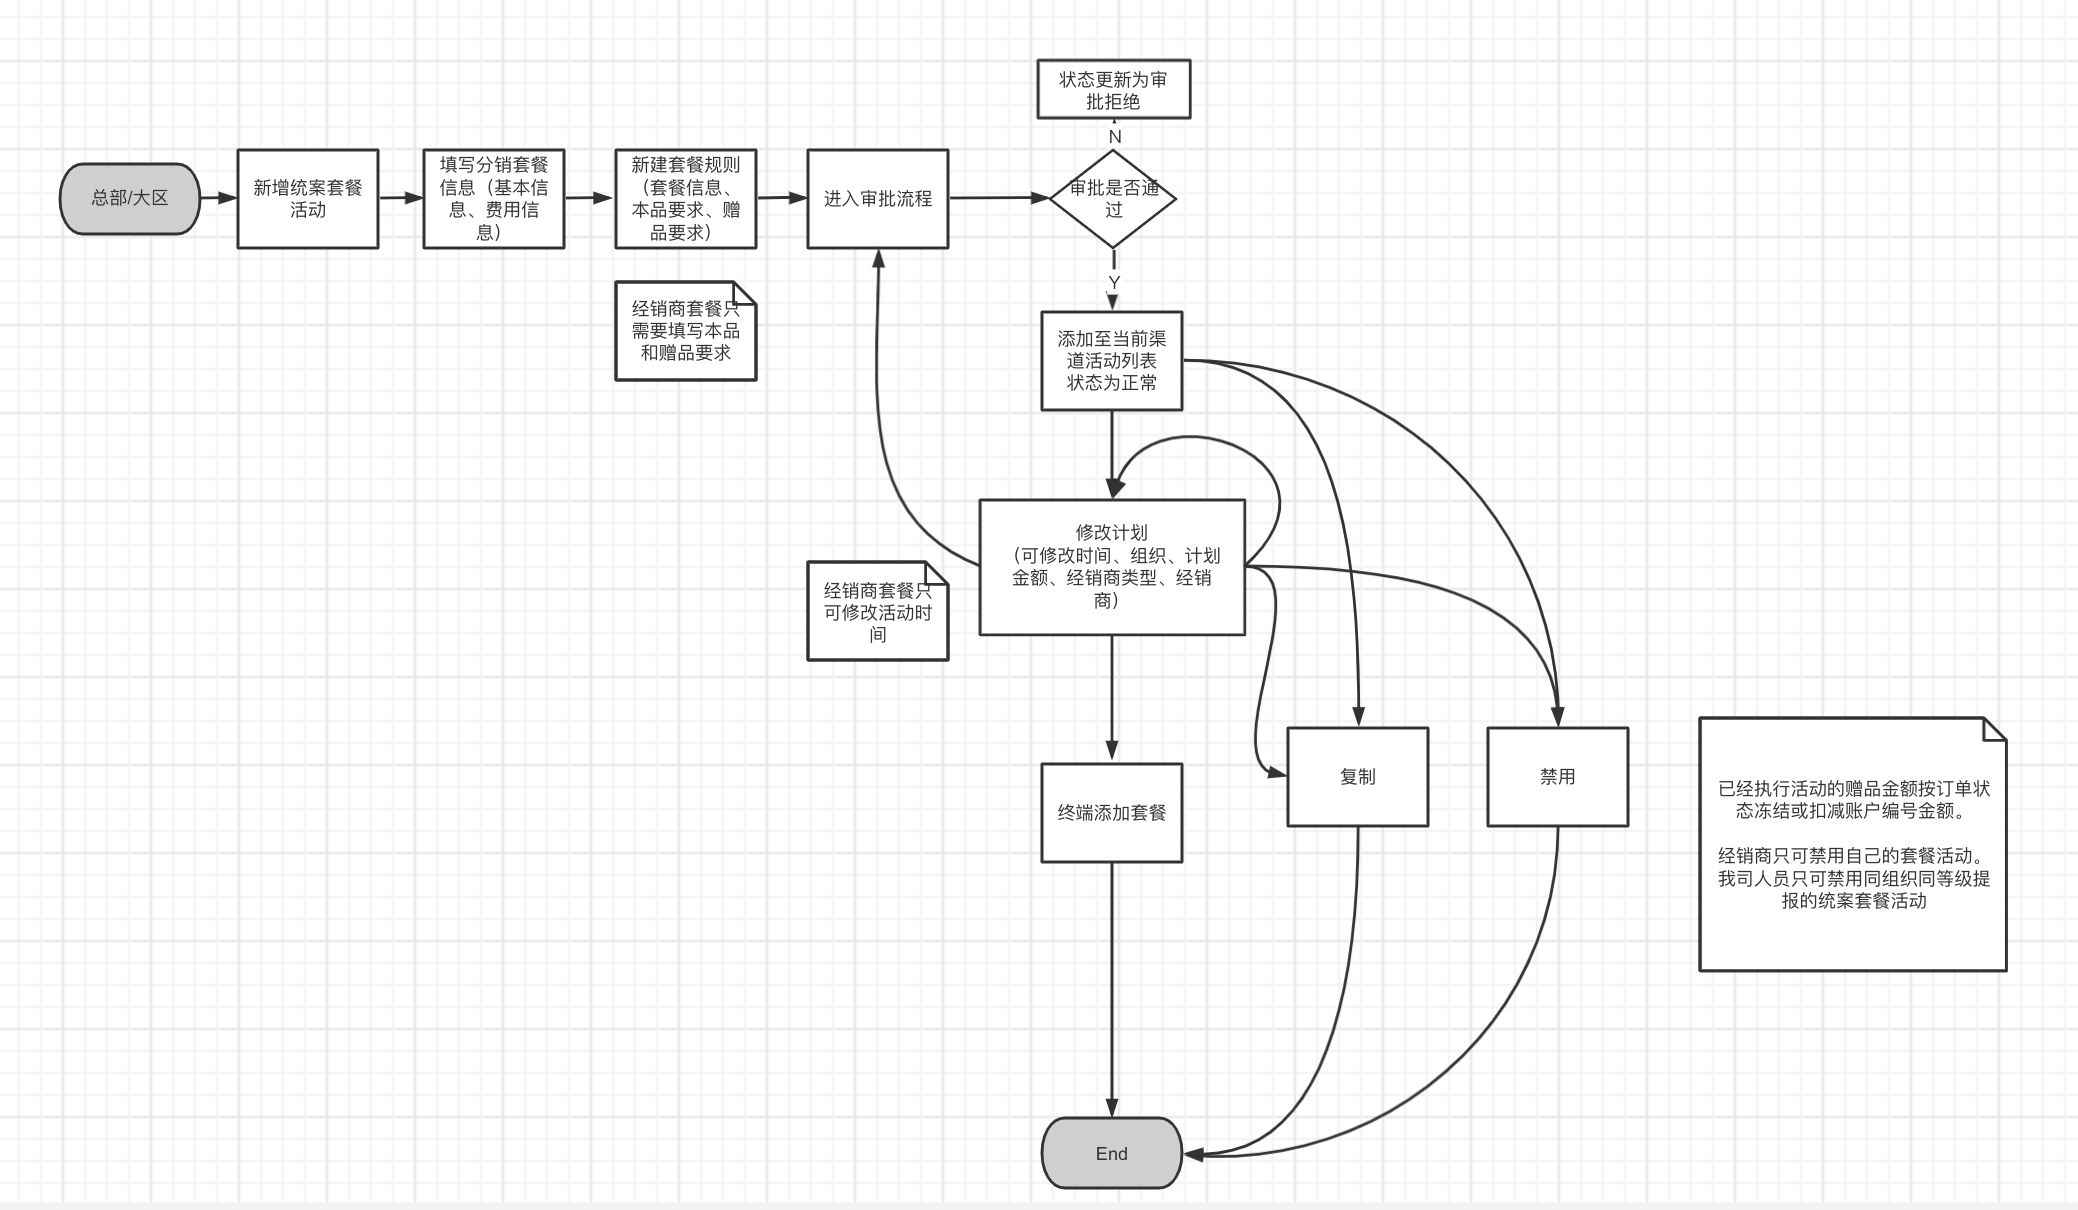 状态更新为审
批拒绝
N
总部/大区
新增统案套餐
活动
填写分销套餐
信息（基本信
息、费用信
息）
新建套餐规则
（套餐信息、
本品要求、赠
品要求）
进入审批流程
审批是否通
过
Y
经销商套餐只
需要填写本品
和赠品要求
添加至当前渠
道活动列表
状态为正常
修改计划
（可修改时间、组织、计划
金额、经销商类型、经销
商）
经销商套餐只
可修改活动时
间
终端添加套餐
复制
禁用
已经执行活动的赠品金额按订单状
态冻结或扣减账户编号金额。
经销商只可禁用自己的套餐活动。
我司人员只可禁用同组织同等级提
报的统案套餐活动
End